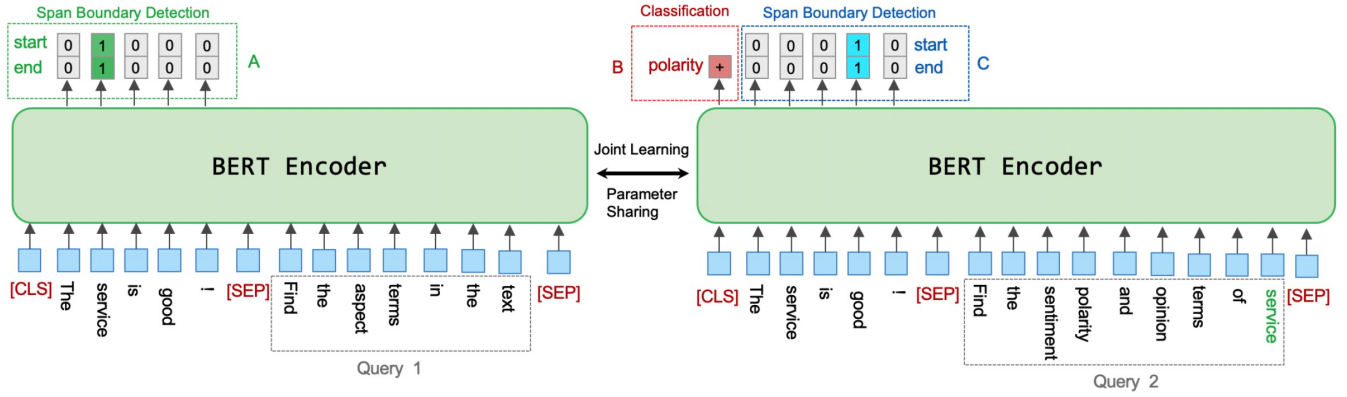 Span Boundary Detection
start 0 1 0 0 0
end 0 1 0 0 0
A
BERT Encoder
[CLS] The service is good ! [SEP] Find the aspect terms in the text [SEP]
Query 1
Joint Learning
Parameter
Sharing
Classification
B
polarity +
Span Boundary Detection
0 0 0 1 0 start
0 0 0 1 0 end
C
BERT Encoder
[CLS] The service is good ! [SEP] Find the sentiment polarity and opinion terms of service [SEP]
Query 2